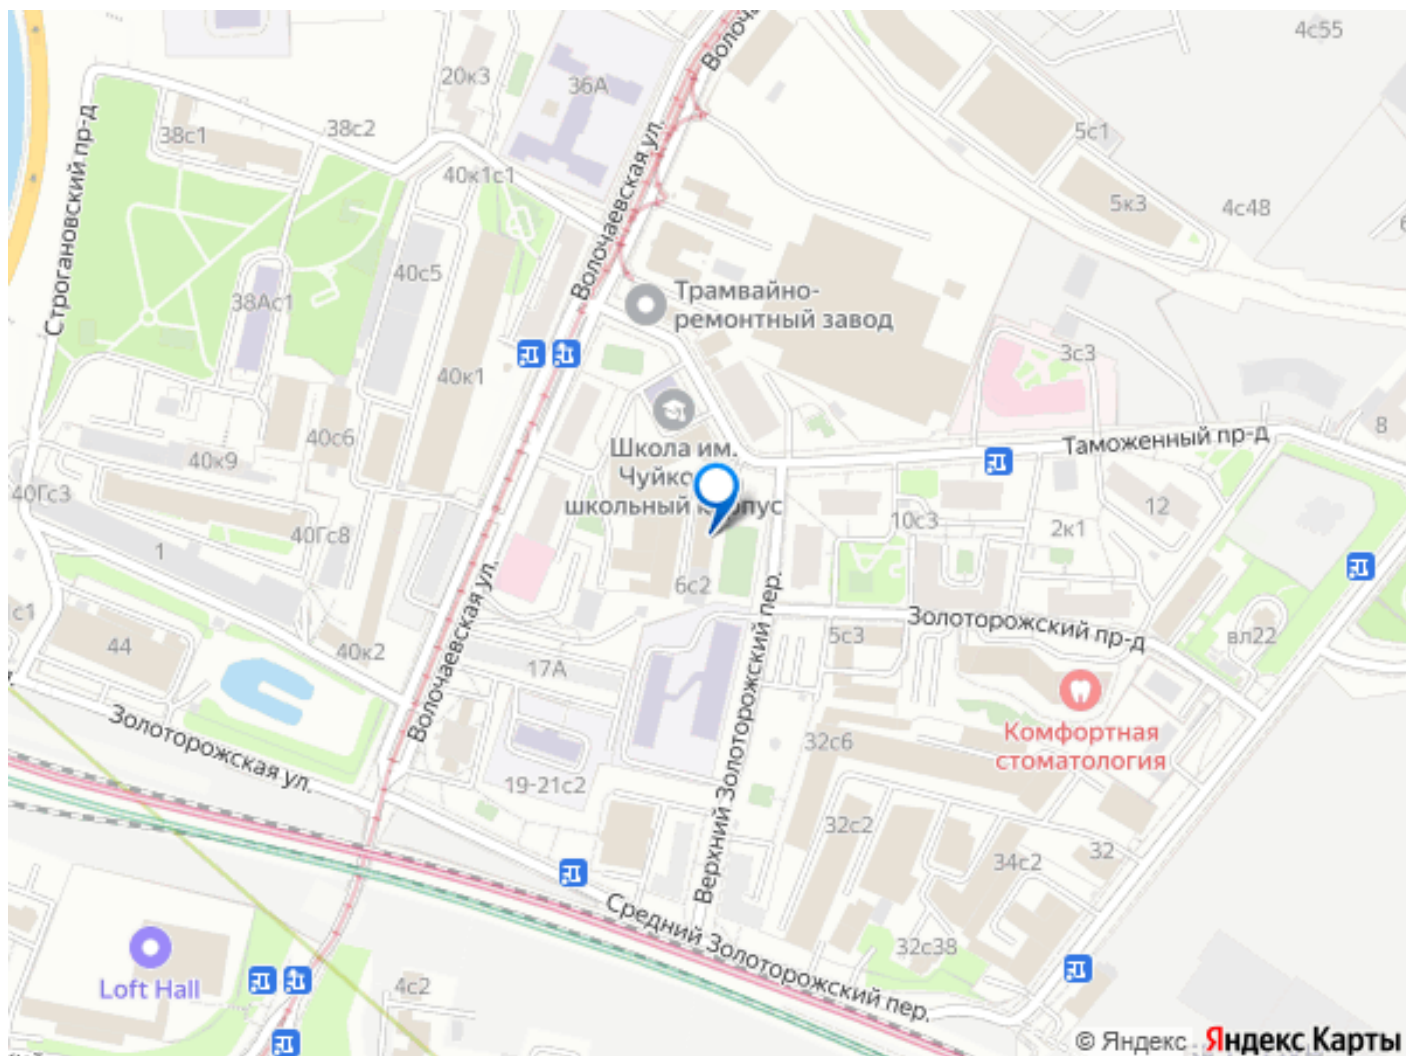 4с55
Волоча
20к3
36А
38с1
38с2
5с1
40к1с1
Строгановский пр-д
Волочаевская ул.
5к3
4с48
40с5
38Ас1
Трамвайно-
ремонтный завод
3с3
40к1
8
40с6
Школа им.
Таможенный пр-д
40к9
Чуйко
40Гс3
школьный к пус
12
10с3
2к1
40Гс8
1
6с2
Волочаевская ул.
Верхний Золоторожский пер.
с1
Золоторожский пр-д
44
5с3
вл22
40к2
17А
Золоторожская ул.
32с6
Комфортная
стоматология
19-21с2
32с2
34с2
32
Средний Золоторожский пер.
32с38
Loft Hall
4с2
© Яндекс Яндекс Карты